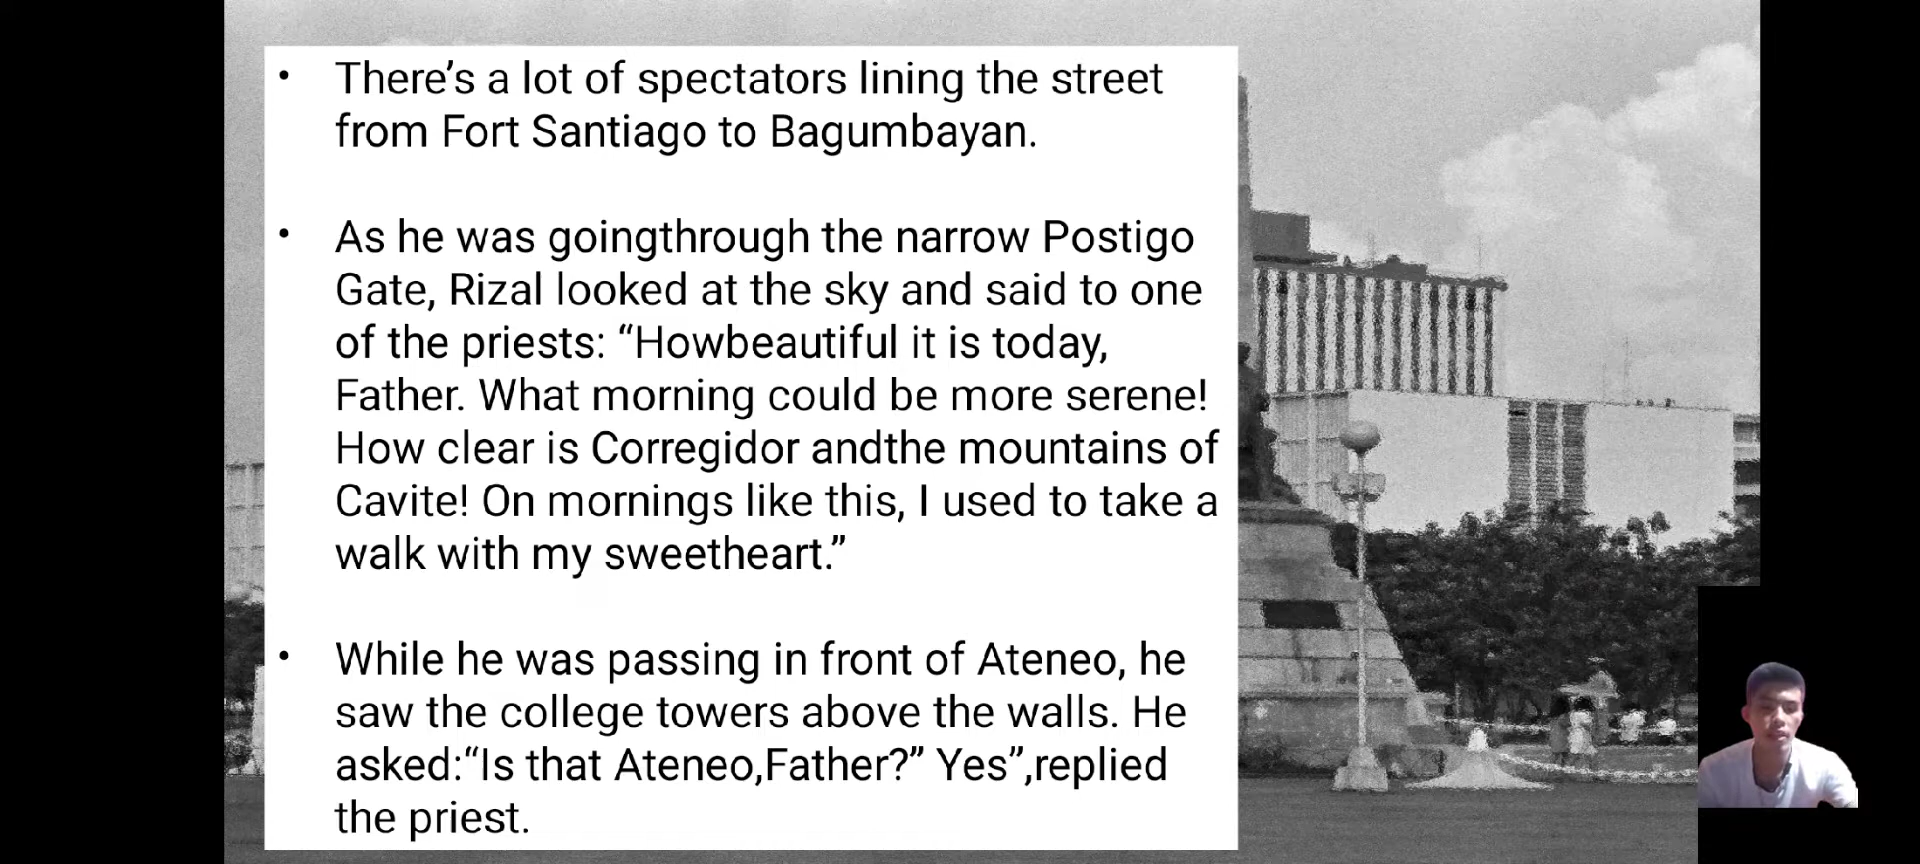 • There’s a lot of spectators lining the street
from Fort Santiago to Bagumbayan.
• As he was goingthrough the narrow Postigo
Gate, Rizal looked at the sky and said to one
of the priests: “Howbeautiful it is today,
Father. What morning could be more serene!
How clear is Corregidor andthe mountains of
Cavite! On mornings like this, I used to take a
walk with my sweetheart.”
• While he was passing in front of Ateneo, he
saw the college towers above the walls. He
asked:“Is that Ateneo,Father?” Yes”,replied
the priest.